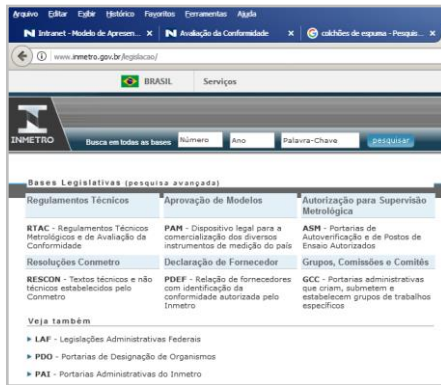 Arquivo Editar Exibir Histórico Favoritos Ferramentas Ajuda
Intranet - Modelo de Apresen... × Avaliação da Conformidade × colchões de espuma - Pesquis... ×
www.inmetro.gov.br/legislacao/
BRASIL Serviços
INMETRO Busca em todas as bases Número Ano Palavra-Chave pesquisar
Bases Legislativas (pesquisa avançada)
Regulamentos Técnicos
RTAC - Regulamentos Técnicos
Metrológicos e de Avaliação da
Conformidade
Aprovação de Modelos
PAM - Dispositivo legal para a
comercialização dos diversos
instrumentos de medição do país
Autorização para Supervisão
Metrológica
ASM - Portarias de
Autoverificação e de Postos de
Ensaio Autorizados
Resoluções Conmetro
RESCON - Textos técnicos e não
técnicos estabelecidos pelo
Conmetro
Declaração de Fornecedor
PDEF - Relação de fornecedores
com identificação da
conformidade autorizada pelo
Inmetro
Grupos, Comissões e Comitês
GCC - Portarias administrativas
que criam, submetem e
estabelecem grupos de trabalhos
específicos
Veja também
LAF - Legislações Administrativas Federais
PDO - Portarias de Designação de Organismos
PAI - Portarias Administrativas do Inmetro